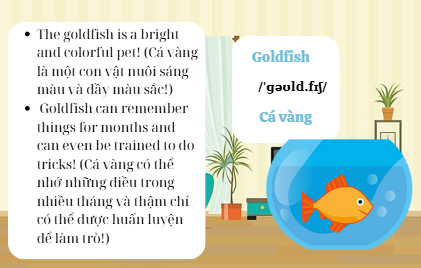 • The goldfish is a bright
and colorful pet! (Cá vàng
là một con vật nuôi sáng
màu và đầy màu sắc!)
• Goldfish can remember
things for months and
can even be trained to do
tricks! (Cá vàng có thể
nhớ những điều trong
nhiều tháng và thậm chí
có thể được huấn luyện
để làm trò!)
Goldfish
/ˈɡəʊld.fɪʃ/
Cá vàng